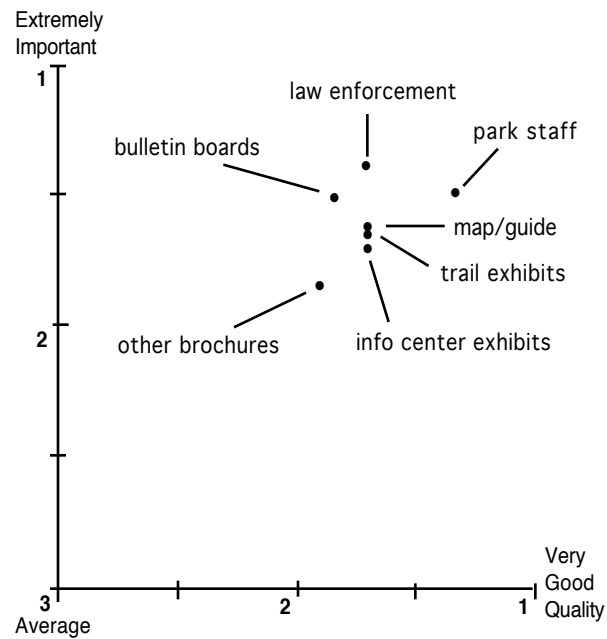 Extremely
Important
1
law enforcement
park staff
bulletin boards
map/guide
trail exhibits
2
other brochures
info center exhibits
Very
Good
Quality
3
2
1
Average